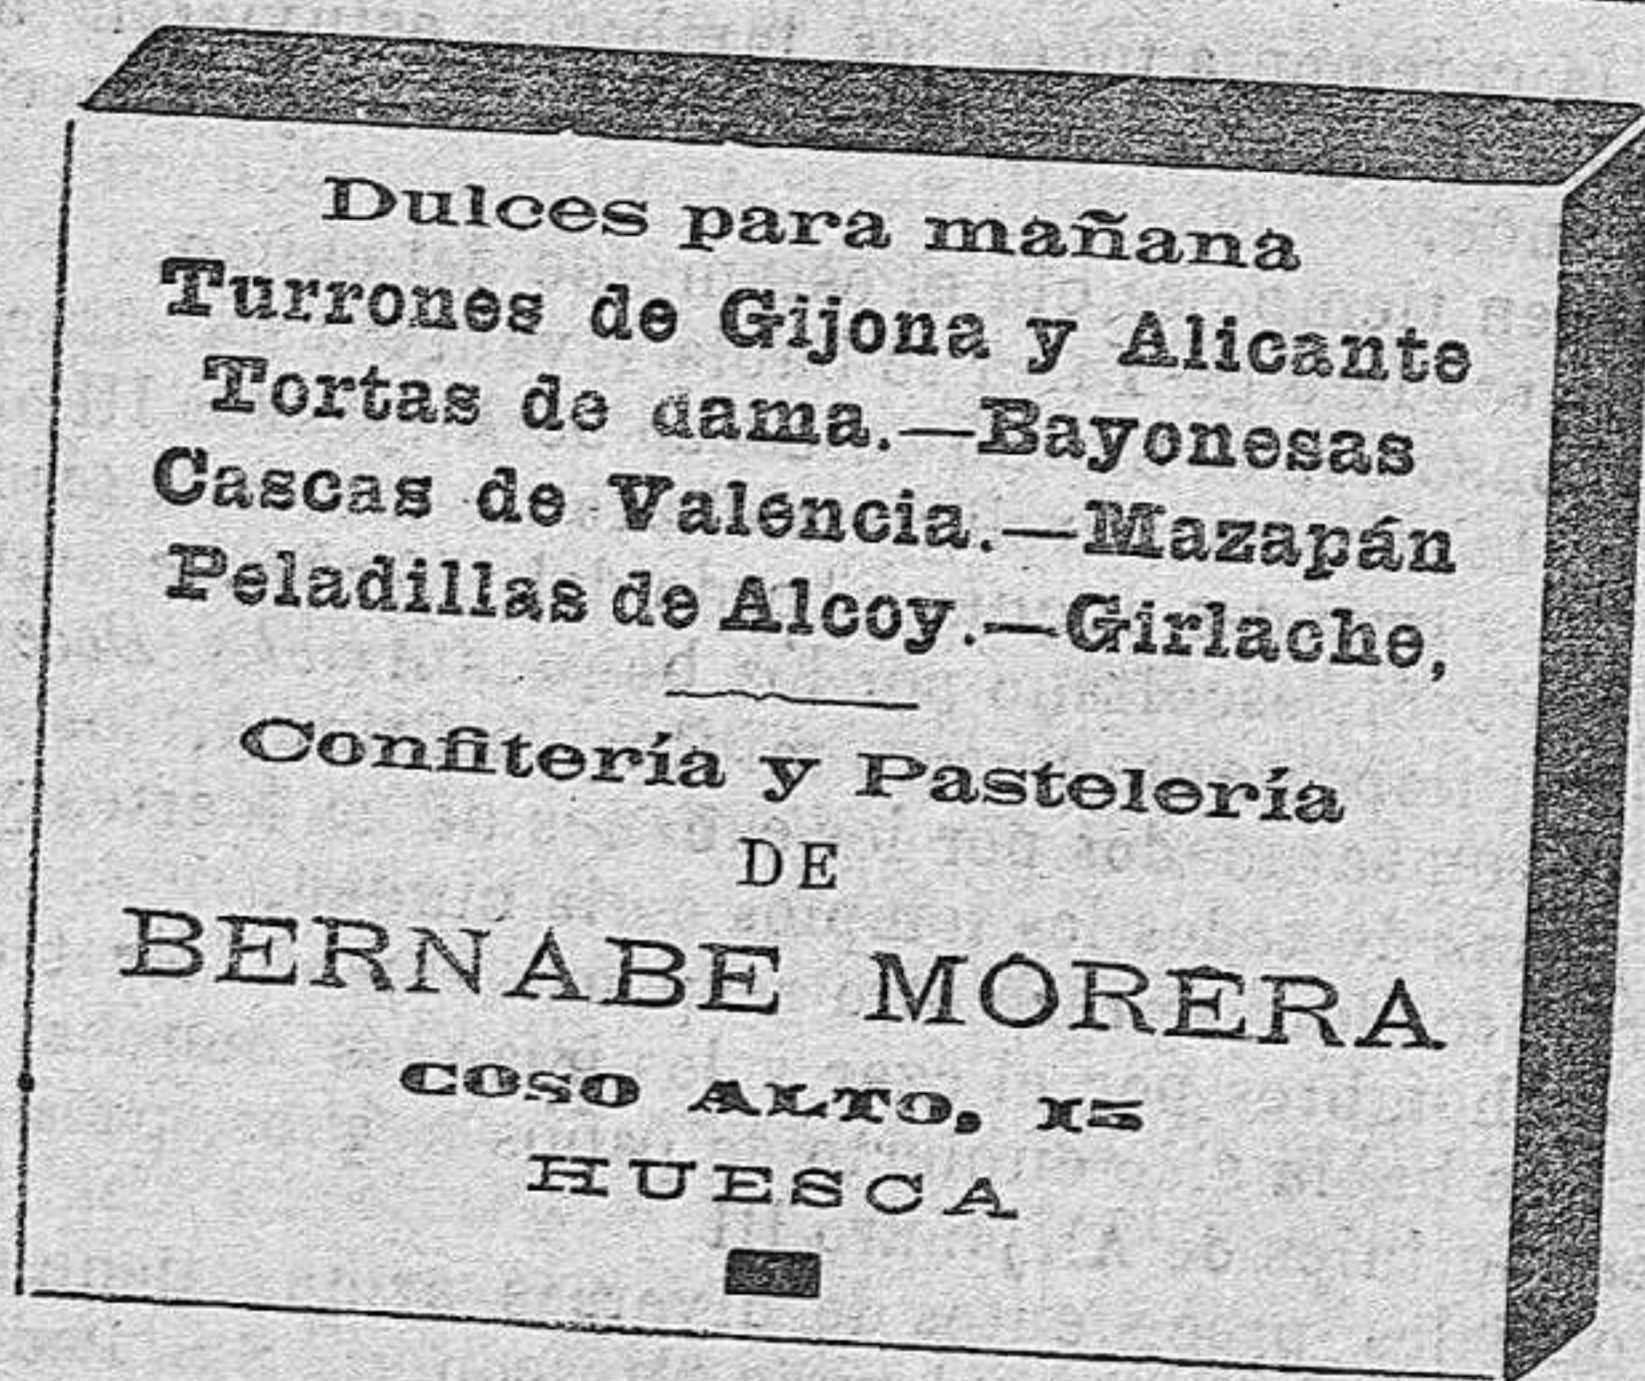 Dulces para mañana
Turrones de Gijona y Alicante
Tortas de dama.—Bayonesas
Cascas de Valencia.—Mazapán
Peladillas de Alcoy.—Girlache,
Confitería y Pastelería
DE
BERNABE MORERA
COSO ALTO, 15
HUESCA